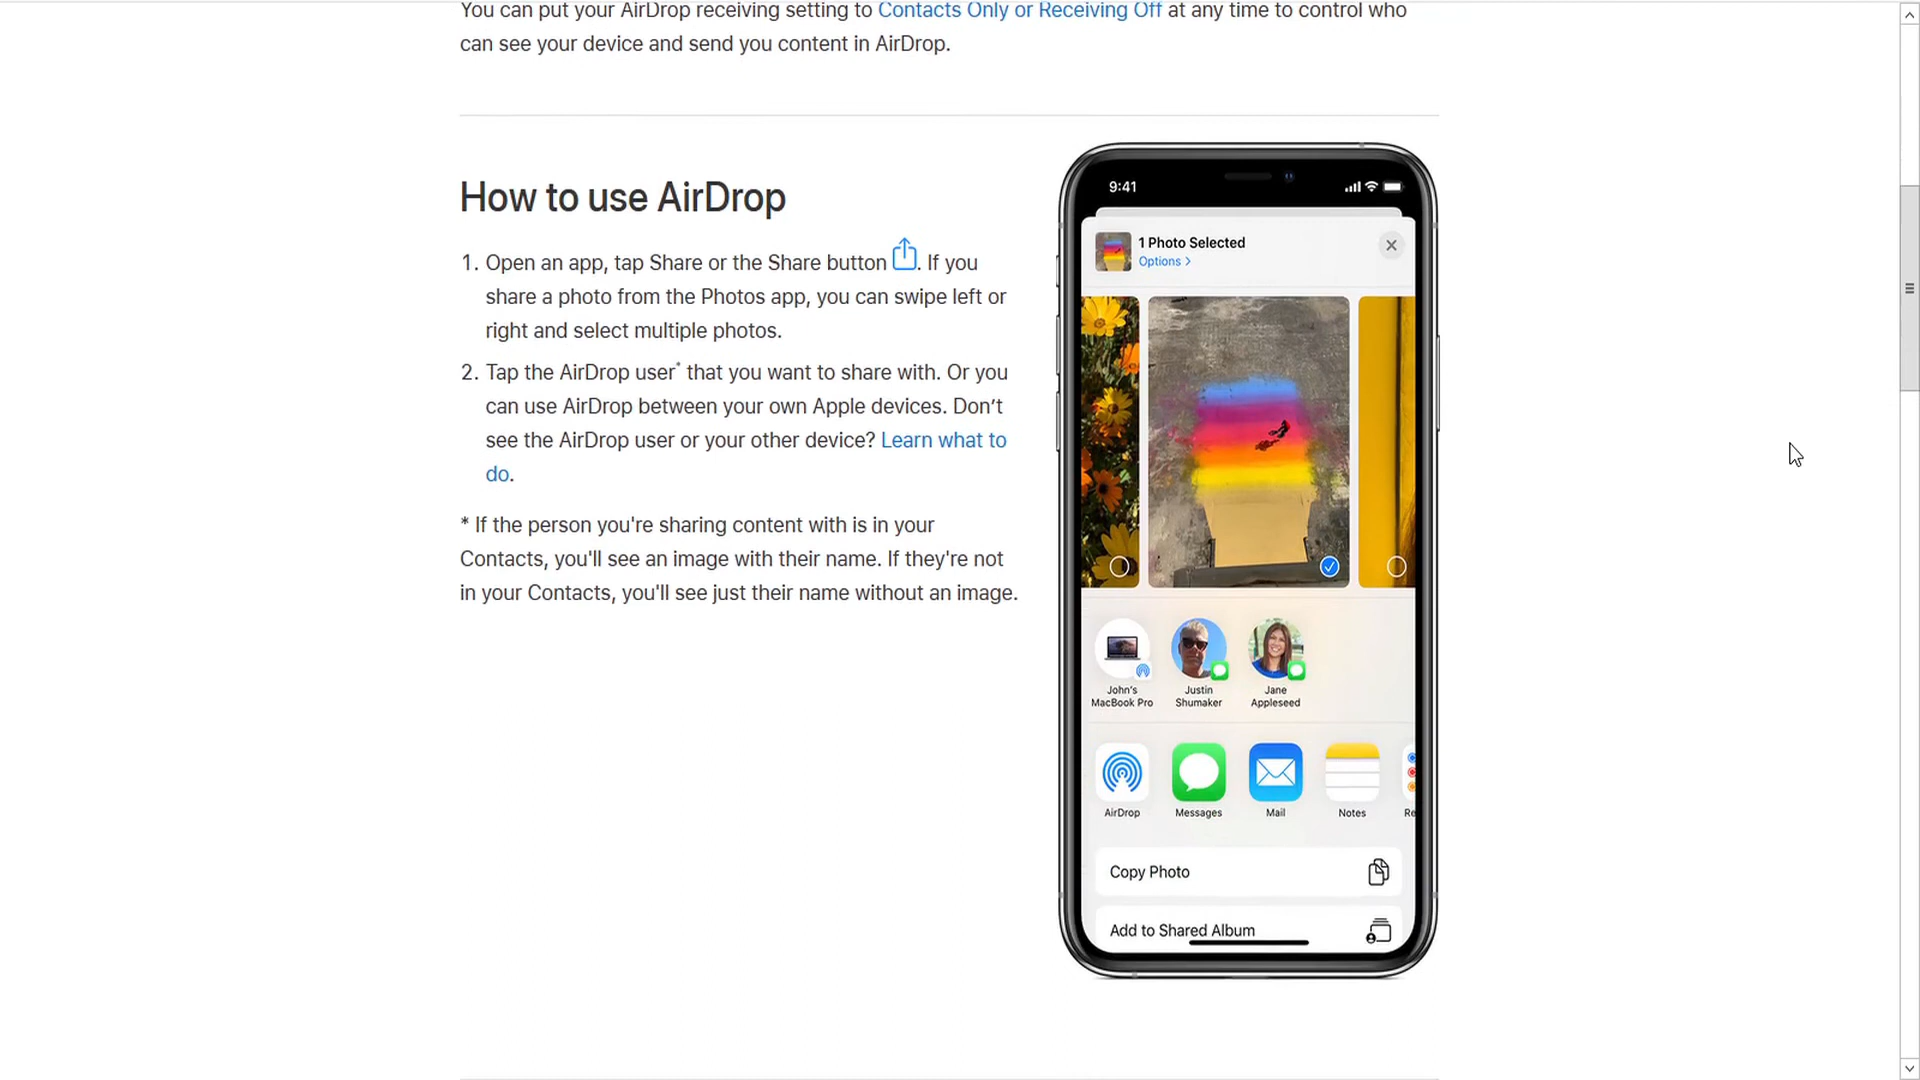 You can put your AirDrop receiving setting to Contacts Only or Receiving Off at any time to control who
can see your device and send you content in AirDrop.
How to use AirDrop
1. Open an app, tap Share or the Share button . If you
share a photo from the Photos app, you can swipe left or
right and select multiple photos.
2. Tap the AirDrop user* that you want to share with. Or you
can use AirDrop between your own Apple devices. Don’t
see the AirDrop user or your other device? Learn what to
do.
* If the person you're sharing content with is in your
Contacts, you'll see an image with their name. If they're not
in your Contacts, you'll see just their name without an image.
9:41
1 Photo Selected
Options >
John’s
MacBook Pro
Justin
Shumaker
Jane
Appleseed
AirDrop
Messages
Mail
Notes
Re
Copy Photo
Add to Shared Album